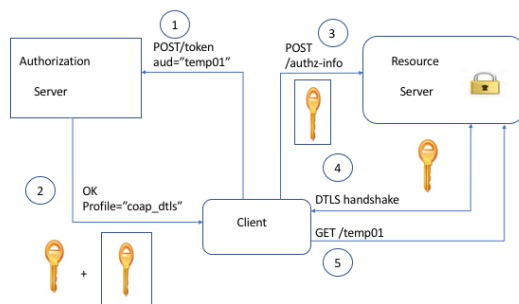 1
POST/token
aud="temp01"
Authorization
Server
3
POST
/authz-info
Resource
Server
2
OK
Profile="coap_dtls"
4
DTLS handshake
Client
GET /temp01
5
+